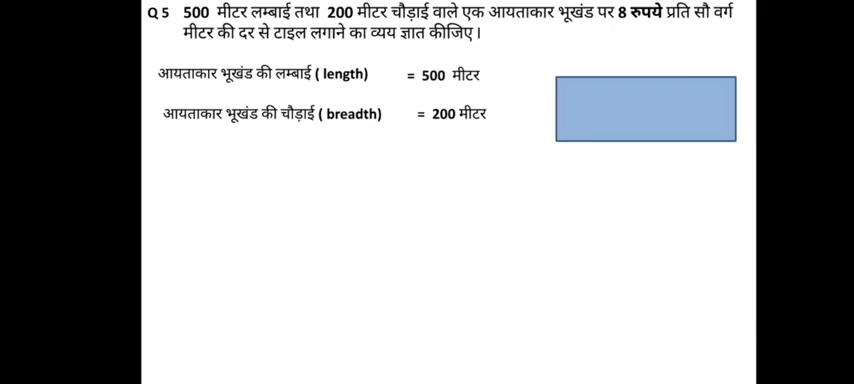 Q 5 500 मीटर लम्बाई तथा 200 मीटर चौड़ाई वाले एक आयताकार भूखंड पर 8 रुपये प्रति सौ वर्ग
मीटर की दर से टाइल लगाने का व्यय ज्ञात कीजिए ।
आयताकार भूखंड की लम्बाई ( length) = 500 मीटर
आयताकार भूखंड की चौड़ाई ( breadth) = 200 मीटर